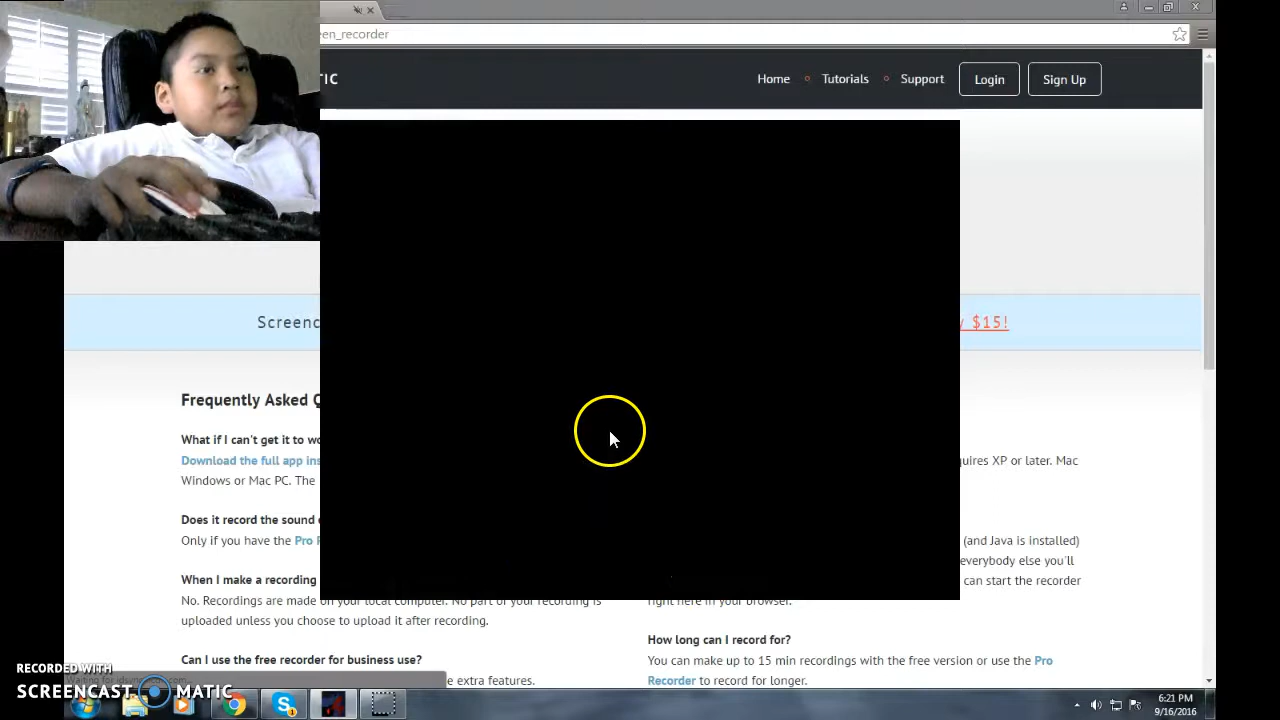 en_recorder
TIC
Home
Tutorials
Support
Login
Sign Up
Screenc
y $15!
Frequently Asked Q
What if I can't get it to wo
Download the full app ins
Windows or Mac PC. The
quires XP or later. Mac
Does it record the sound
Only if you have the Pro
When I make a recording
No. Recordings are made on your local computer. No part of your recording is
uploaded unless you choose to upload it after recording.
Can I use the free recorder for business use?
e extra features.
(and Java is installed)
everybody else you'll
can start the recorder
right here in your browser.
How long can I record for?
You can make up to 15 min recordings with the free version or use the Pro
Recorder to record for longer.
RECORDED WITH
SCREENCAST MATIC
6:21 PM
9/16/2016